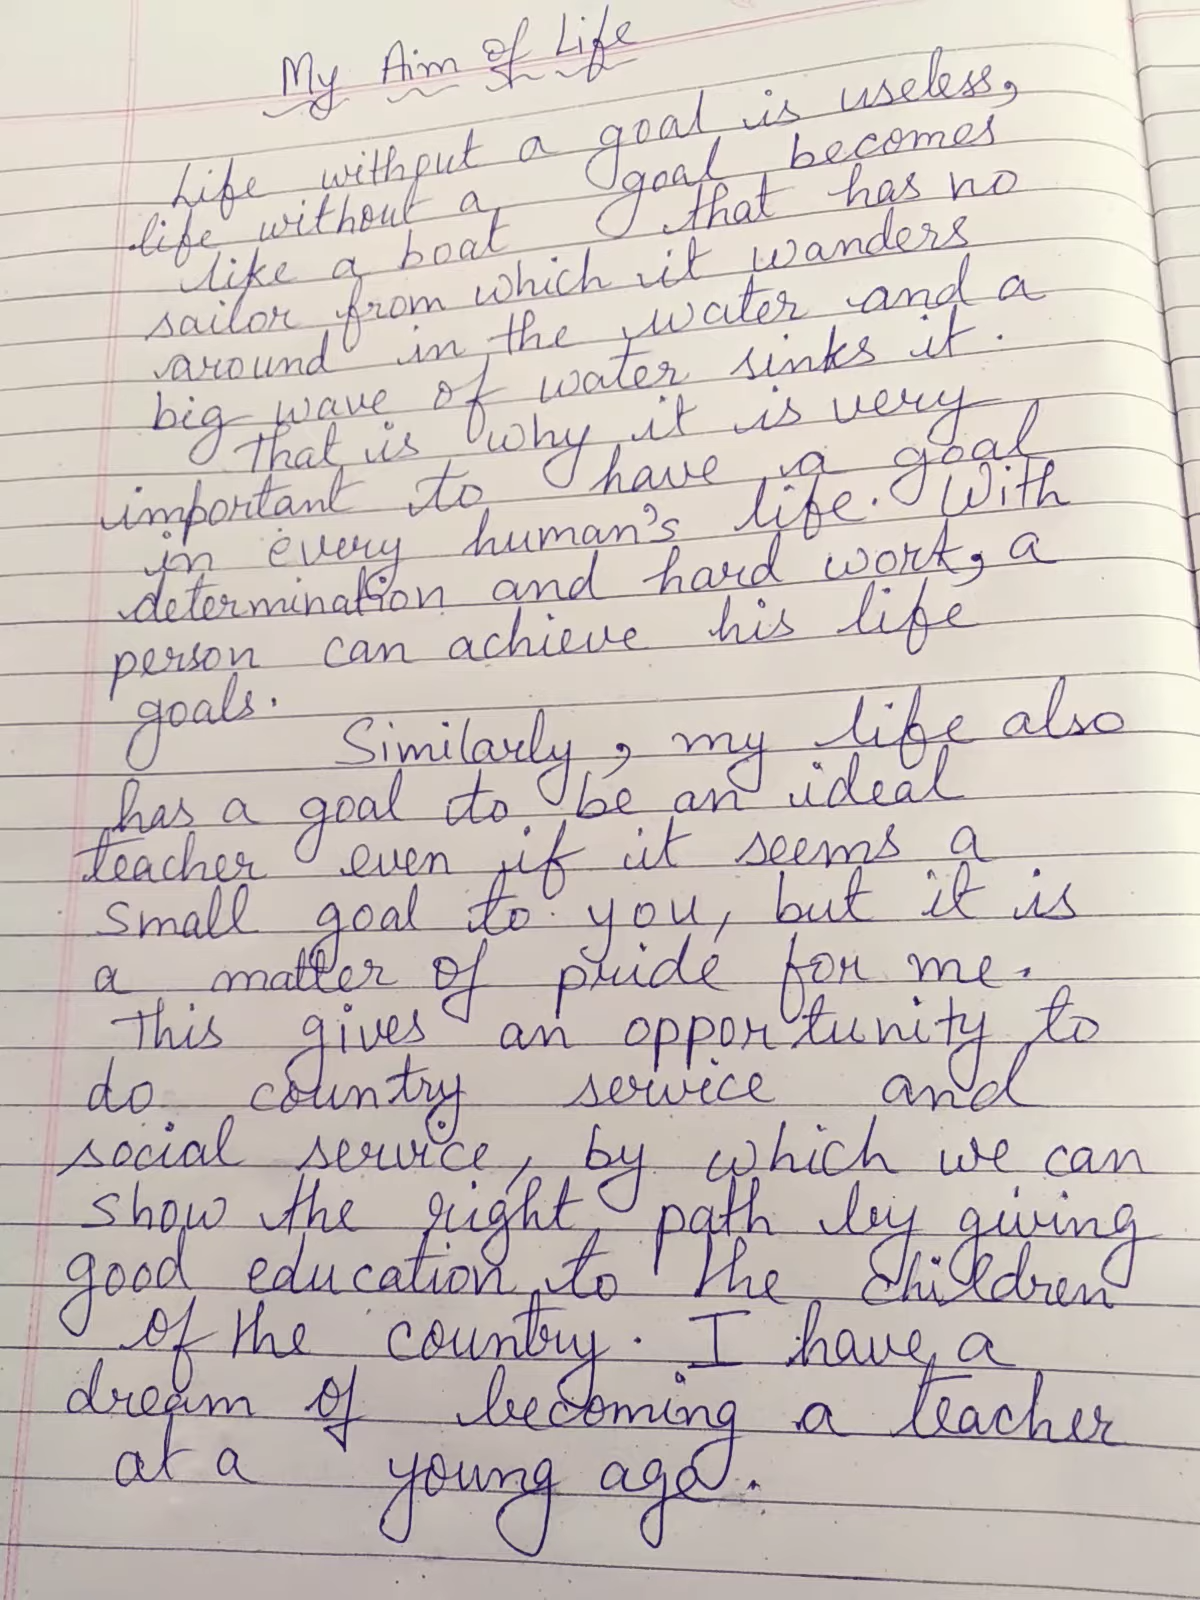 My Aim of Life
Life without a goal is useless,
life without a goal becomes
like a boat that has no
sailor from which it wanders
around in the water and a
big wave of water sinks it.
That is why it is very
important to have a goal
in every human's life. With
determination and hard work, a
person can achieve his life
goals.
Similarly, my life also
has a goal to be an ideal
teacher even if it seems a
small goal to you, but it is
a matter of pride for me.
This gives an opportunity to
do country service and
social service, by which we can
show the right path by giving
good education to the children
of the country. I have a
dream of becoming a teacher
at a young age.